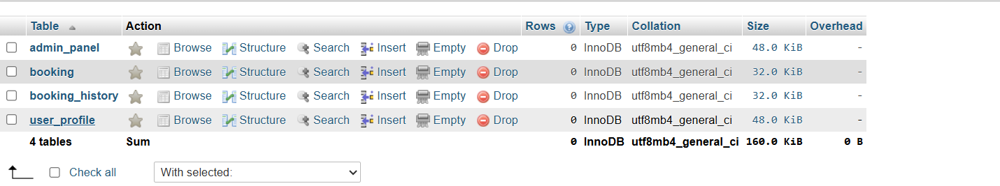 Table Action Rows Type Collation Size Overhead
admin_panel Browse Structure Search Insert Empty Drop 0 InnoDB utf8mb4_general_ci 48.0 KiB -
booking Browse Structure Search Insert Empty Drop 0 InnoDB utf8mb4_general_ci 32.0 KiB -
booking_history Browse Structure Search Insert Empty Drop 0 InnoDB utf8mb4_general_ci 32.0 KiB -
user_profile Browse Structure Search Insert Empty Drop 0 InnoDB utf8mb4_general_ci 48.0 KiB -
4 tables Sum 0 InnoDB utf8mb4_general_ci 160.0 KiB 0 B
Check all With selected: